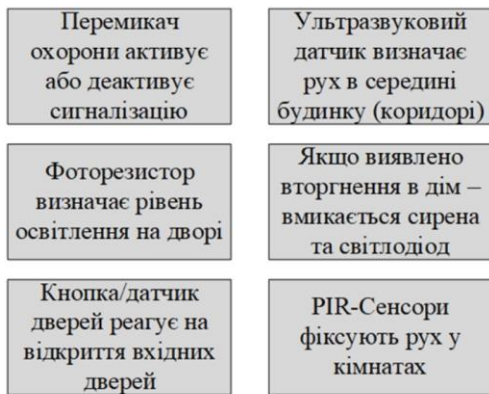 Перемикач
охорони активує
або деактивує
сигналізацію
Ультразвуковий
датчик визначає
рух в середині
будинку (коридорі)
Фоторезистор
визначає рівень
освітлення на дворі
Якщо виявлено
вторгнення в дім –
вмикається сирена
та світлодіод
Кнопка/датчик
дверей реагує на
відкриття вхідних
дверей
PIR-Сенсори
фіксують рух у
кімнатах